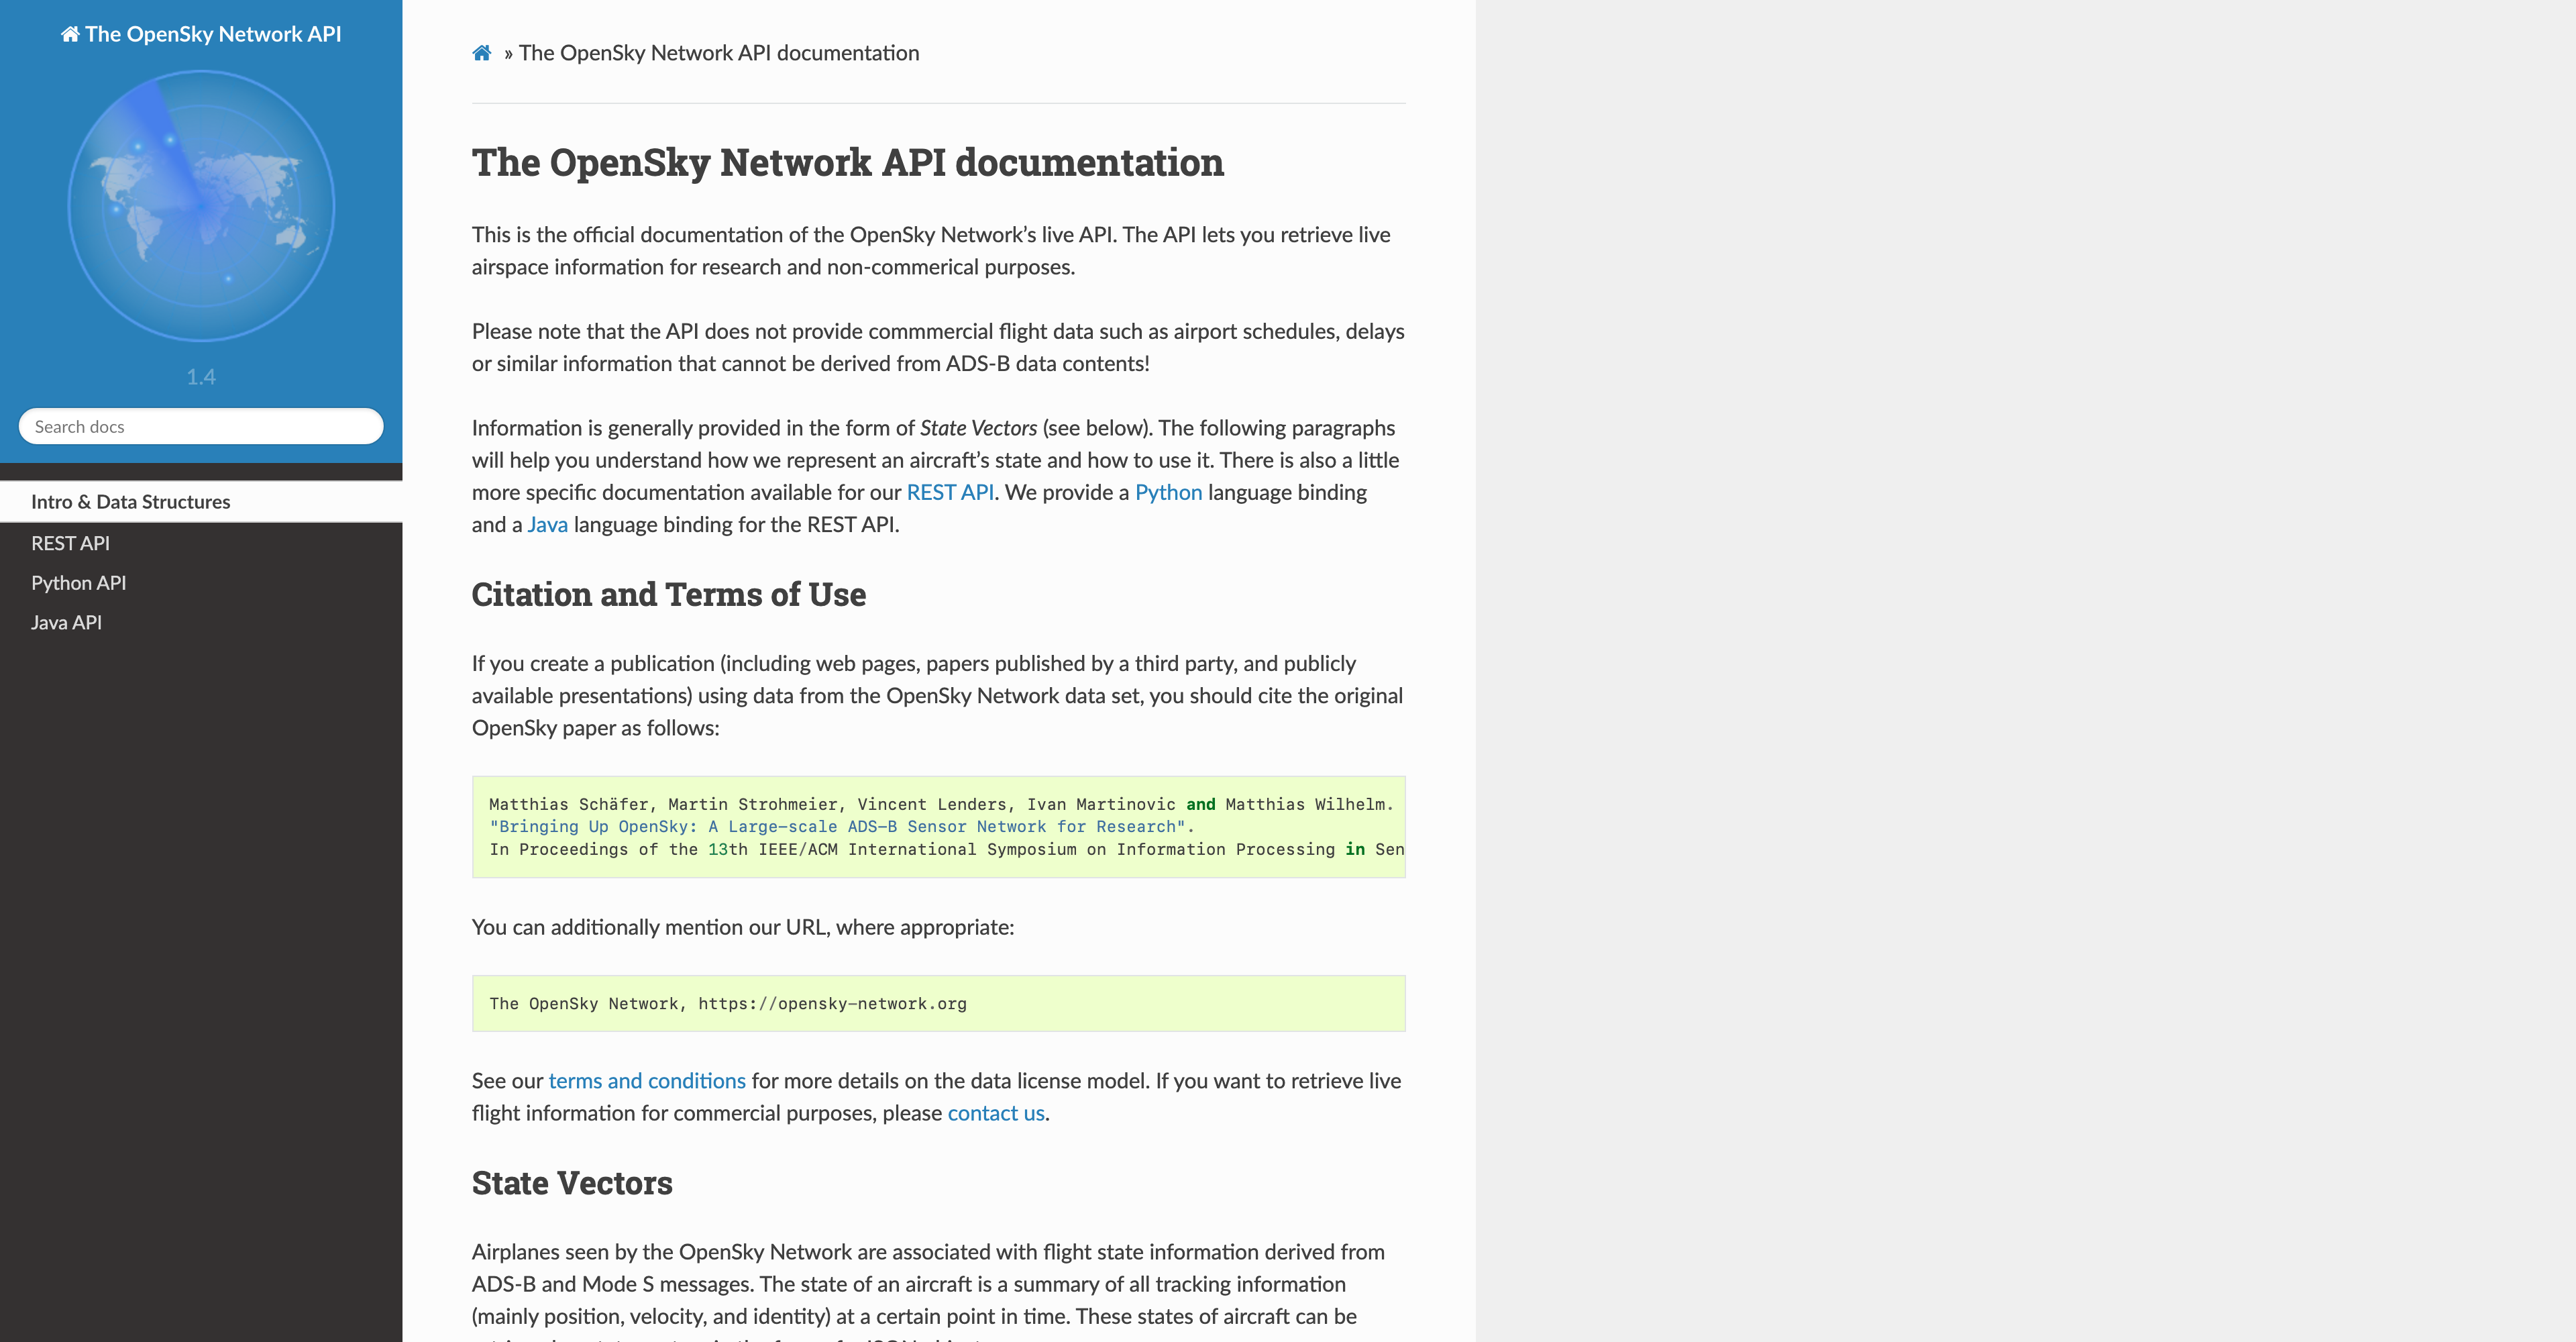 The OpenSky Network API
1.4
Search docs
Intro & Data Structures
REST API
Python API
Java API
» The OpenSky Network API documentation
The OpenSky Network API documentation
This is the official documentation of the OpenSky Network’s live API. The API lets you retrieve live
airspace information for research and non-commerical purposes.
Please note that the API does not provide commmercial flight data such as airport schedules, delays
or similar information that cannot be derived from ADS-B data contents!
Information is generally provided in the form of State Vectors (see below). The following paragraphs
will help you understand how we represent an aircraft’s state and how to use it. There is also a little
more specific documentation available for our REST API. We provide a Python language binding
and a Java language binding for the REST API.
Citation and Terms of Use
If you create a publication (including web pages, papers published by a third party, and publicly
available presentations) using data from the OpenSky Network data set, you should cite the original
OpenSky paper as follows:
Matthias Schäfer, Martin Strohmeier, Vincent Lenders, Ivan Martinovic and Matthias Wilhelm.
"Bringing Up OpenSky: A Large-scale ADS-B Sensor Network for Research".
In Proceedings of the 13th IEEE/ACM International Symposium on Information Processing in Sen
You can additionally mention our URL, where appropriate:
The OpenSky Network, https://opensky-network.org
See our terms and conditions for more details on the data license model. If you want to retrieve live
flight information for commercial purposes, please contact us.
State Vectors
Airplanes seen by the OpenSky Network are associated with flight state information derived from
ADS-B and Mode S messages. The state of an aircraft is a summary of all tracking information
(mainly position, velocity, and identity) at a certain point in time. These states of aircraft can be